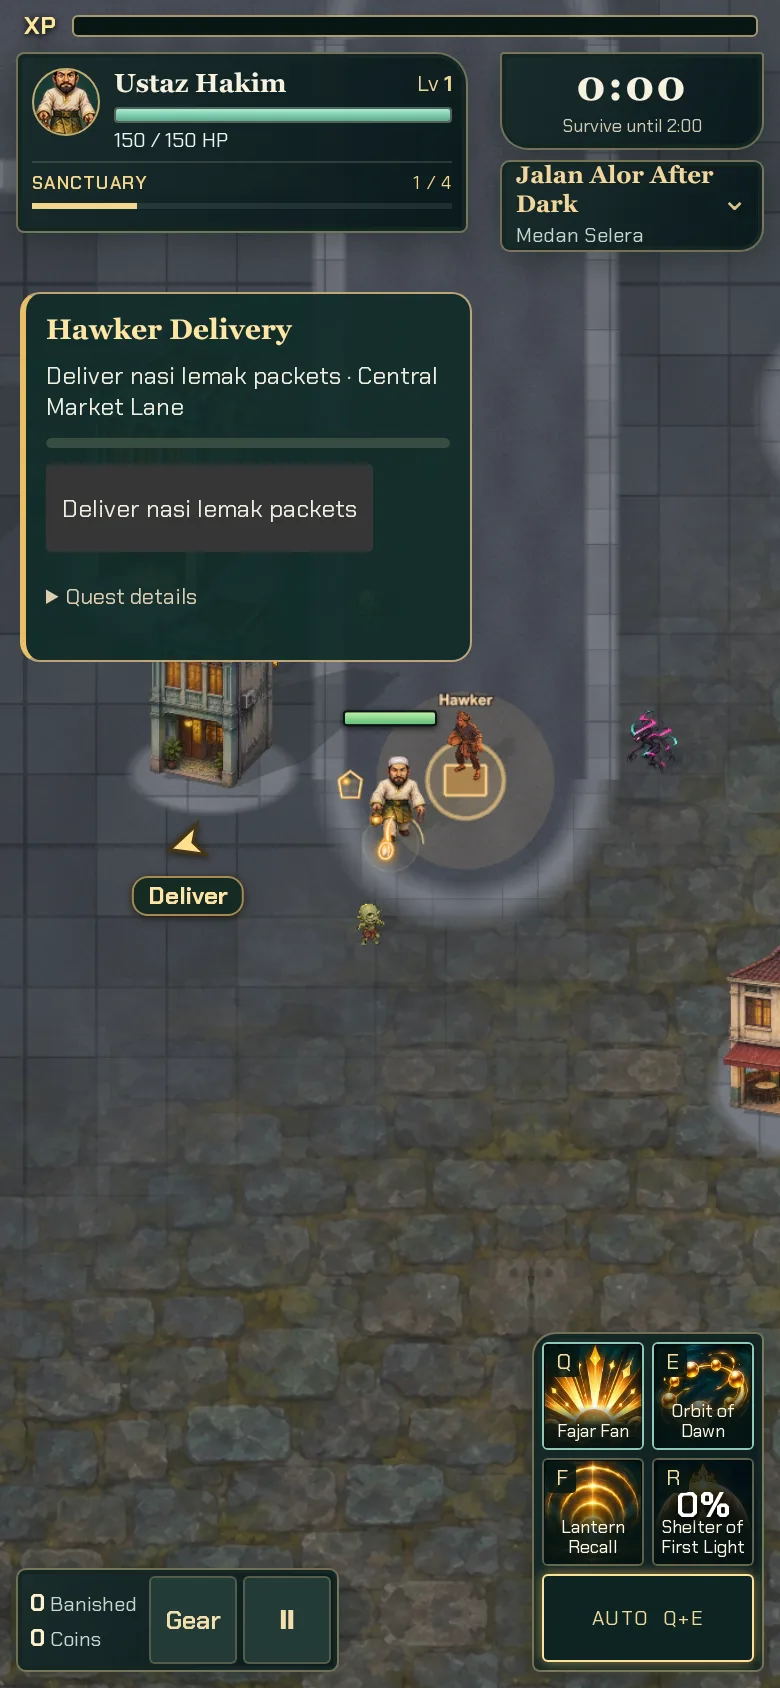 XP
Ustaz Hakim
Lv 1
150 / 150 HP
SANCTUARY
1 / 4
0:00
Survive until 2:00
Jalan Alor After
Dark
Medan Selera
Hawker Delivery
Deliver nasi lemak packets · Central
Market Lane
Deliver nasi lemak packets
▶ Quest details
Hawker
Deliver
Q
Fajar Fan
E
Orbit of
Dawn
F
Lantern
Recall
R
0%
Shelter of
First Light
AUTO Q+E
0 Banished
0 Coins
Gear